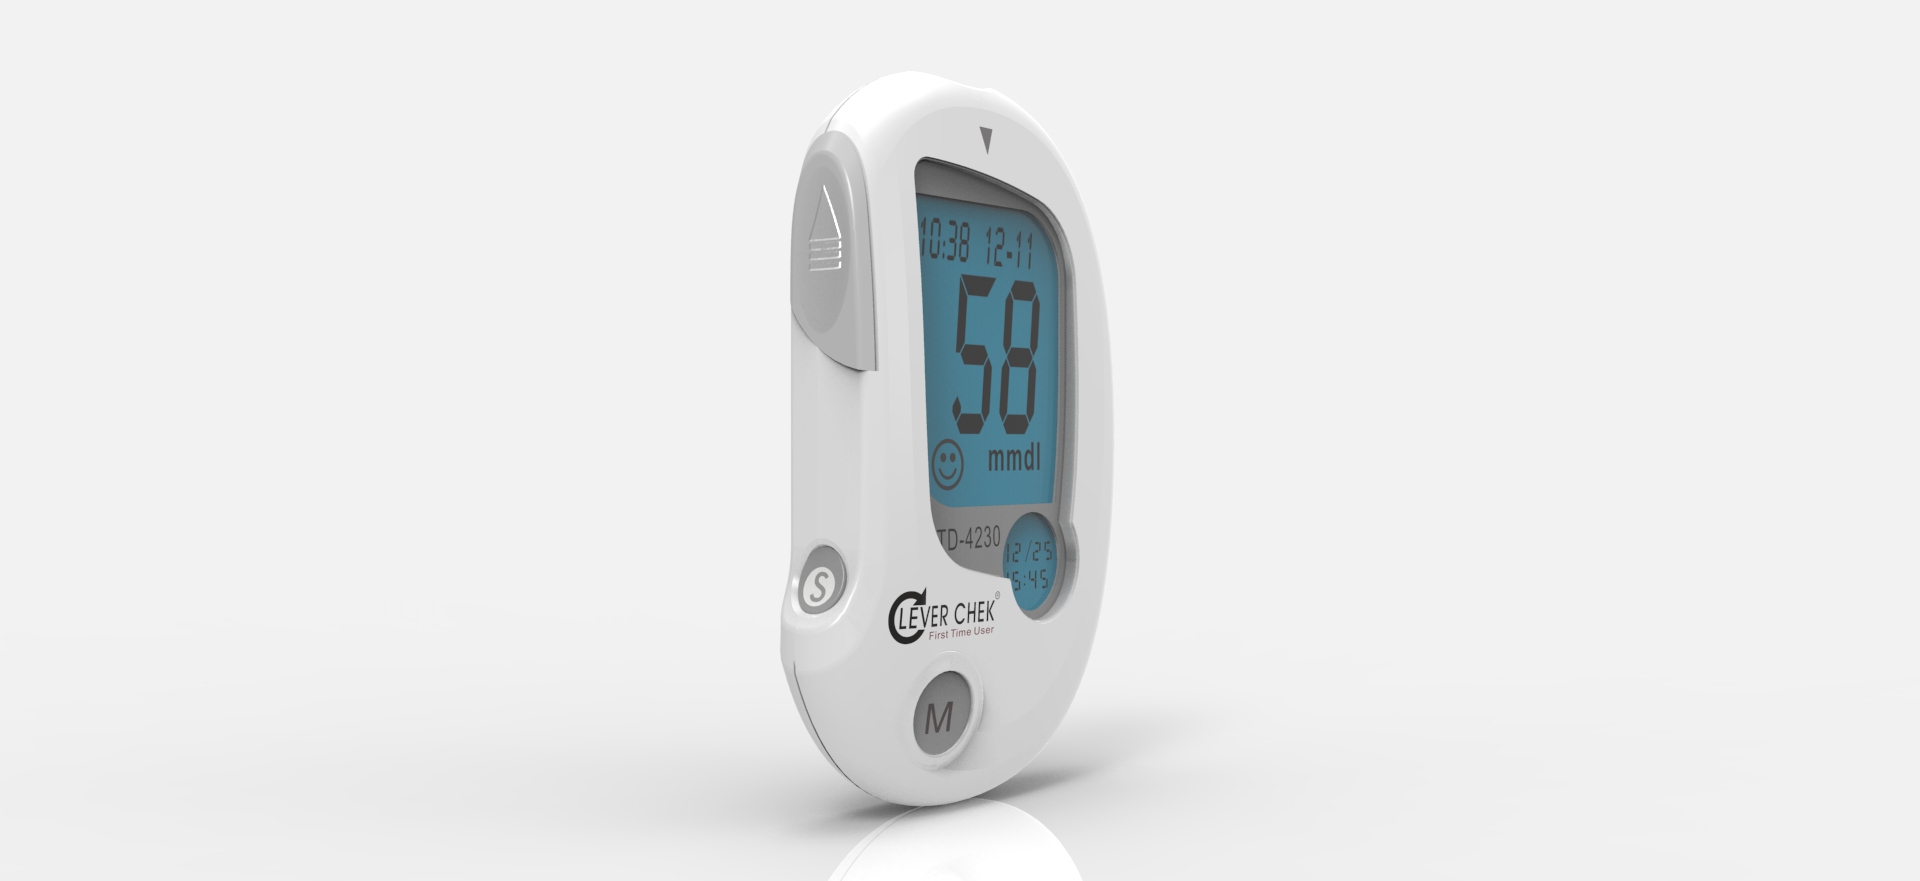 10:38 12-11
58
mmdl
TD-4230
12/25
15:45
S
CLEVER CHEK®
First Time User
M